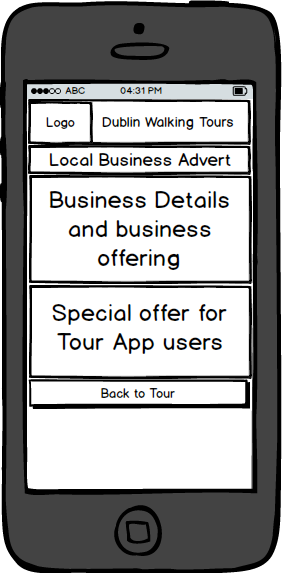 ABC 04:31 PM
Logo Dublin Walking Tours
Local Business Advert
Business Details
and business
offering
Special offer for
Tour App users
Back to Tour